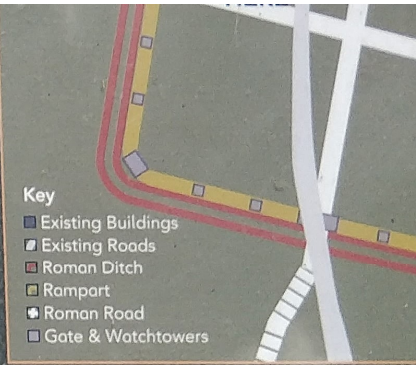 Key
Existing Buildings
Existing Roads
Roman Ditch
Rampart
Roman Road
Gate & Watchtowers